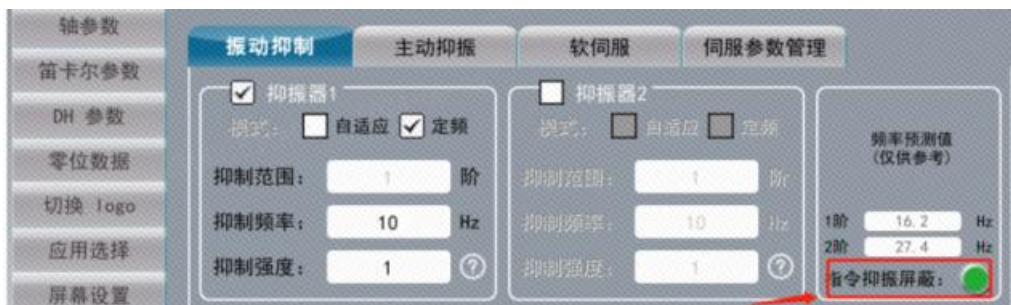 轴参数
笛卡尔参数
DH 参数
零位数据
切换 logo
应用选择
屏幕设置
振动抑制
主动抑振
软伺服
伺服参数管理
抑振器1
模式： 自适应 定频
抑制范围： 1 阶
抑制频率： 10 Hz
抑制强度： 1 ?
抑振器2
模式： 自适应 定频
抑制范围： 1 阶
抑制频率： 10 Hz
抑制强度： 1 ?
频率预测值
(仅供参考)
1阶 16.2 Hz
2阶 27.4 Hz
指令抑振屏蔽：